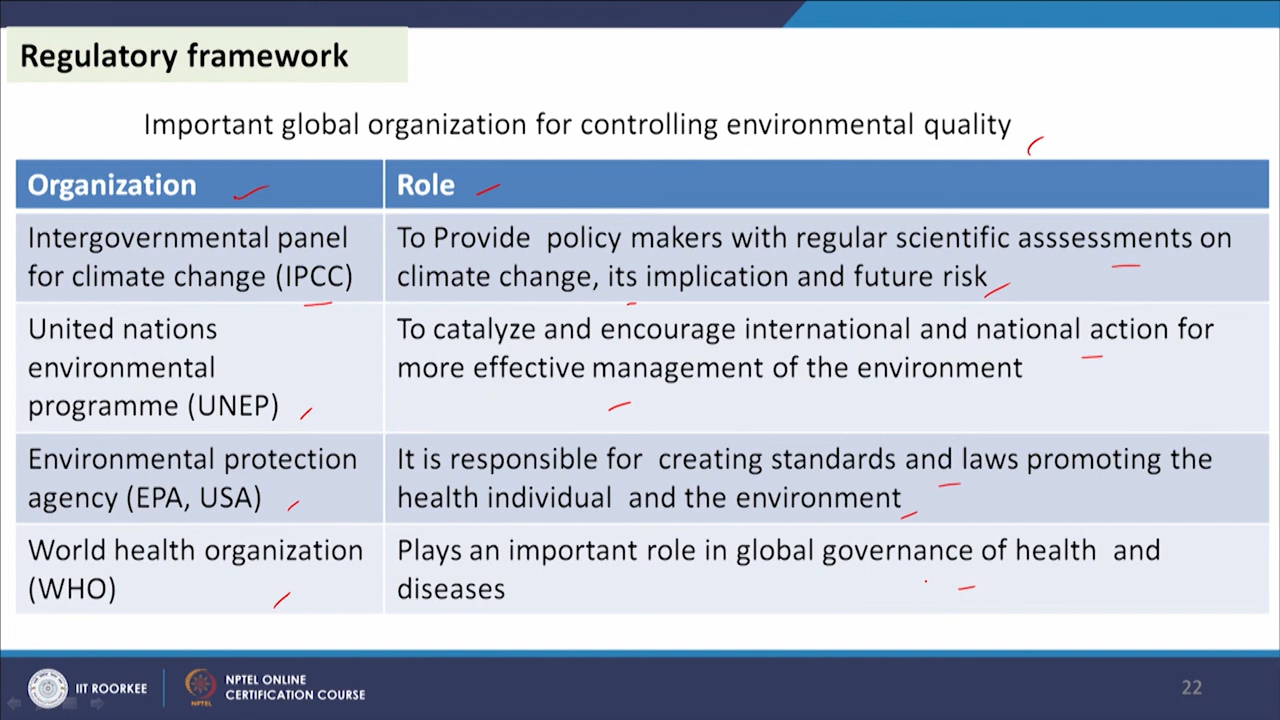 Regulatory framework
Important global organization for controlling environmental quality
Organization
Role
Intergovernmental panel
for climate change (IPCC)
To Provide policy makers with regular scientific asssessments on
climate change, its implication and future risk
United nations
environmental
programme (UNEP)
To catalyze and encourage international and national action for
more effective management of the environment
Environmental protection
agency (EPA, USA)
It is responsible for creating standards and laws promoting the
health individual and the environment
World health organization
(WHO)
Plays an important role in global governance of health and
diseases
IIT ROORKEE
NPTEL ONLINE
CERTIFICATION COURSE
NPTEL
22